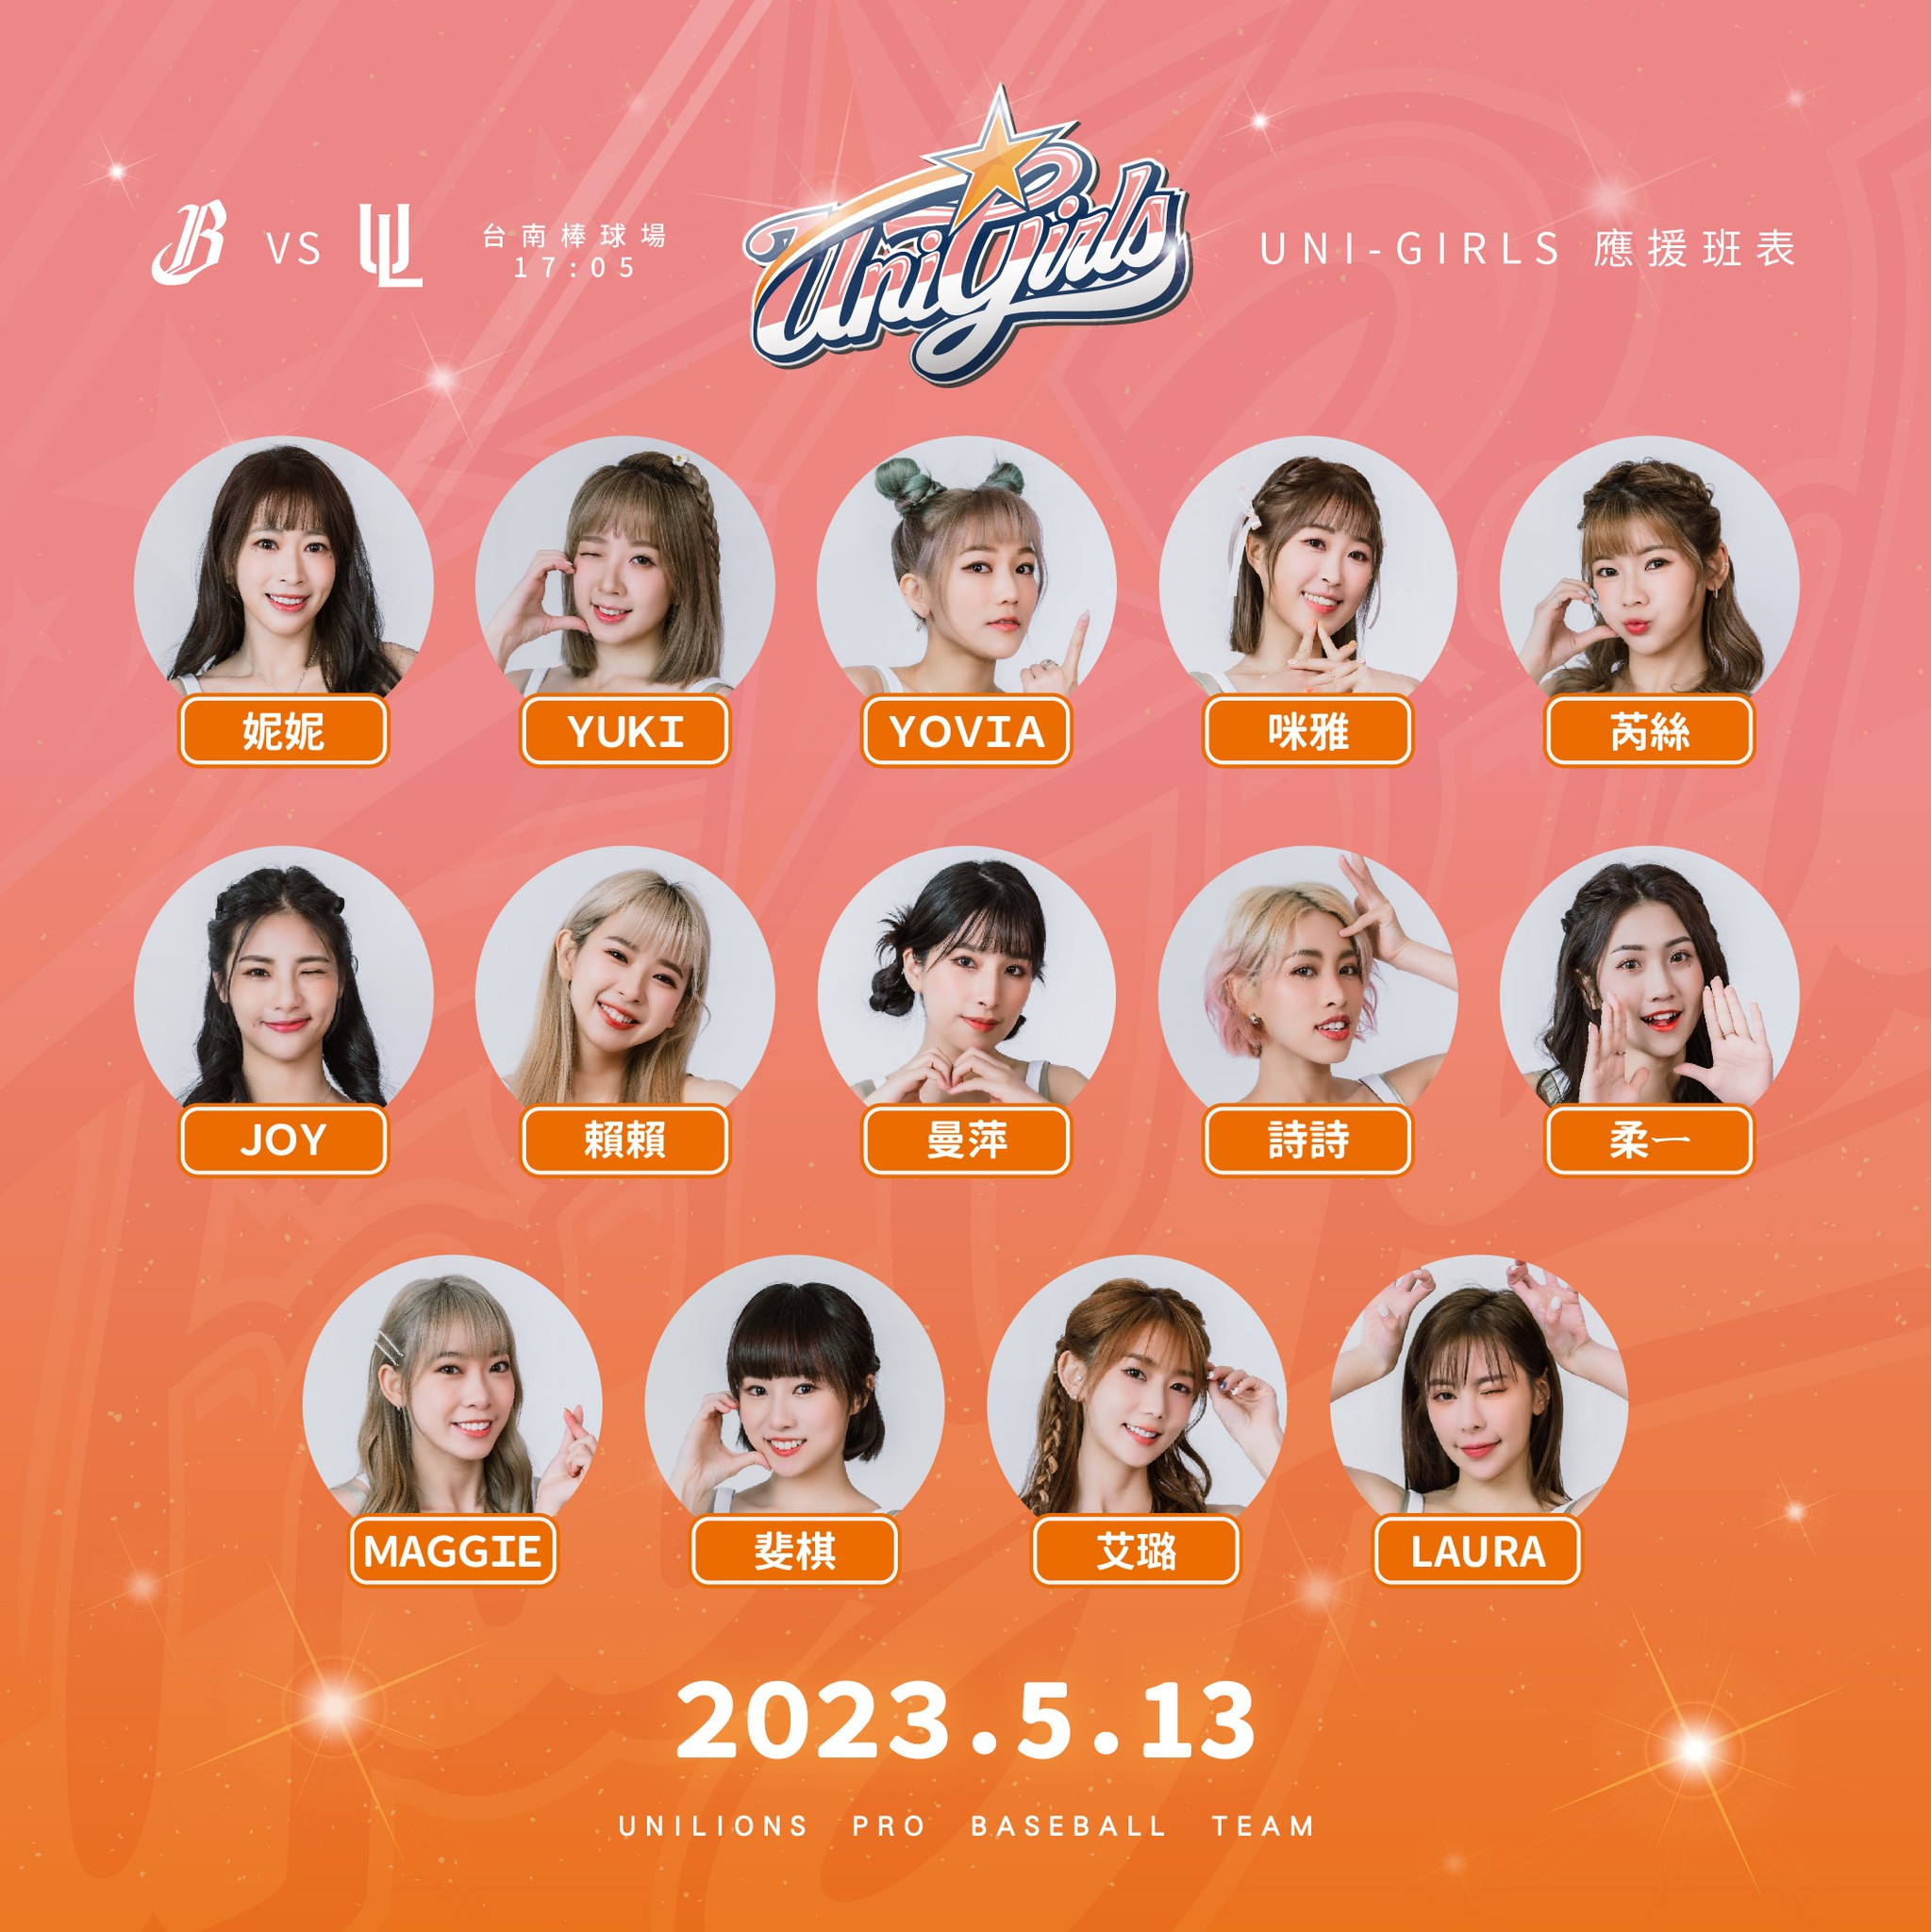 B VS UL
台南棒球場
17:05
UniGirls
UNI-GIRLS 應援班表
妮妮
YUKI
YOVIA
咪雅
芮絲
JOY
賴賴
曼萍
詩詩
柔一
MAGGIE
斐棋
艾璐
LAURA
2023.5.13
UNILIONS PRO BASEBALL TEAM